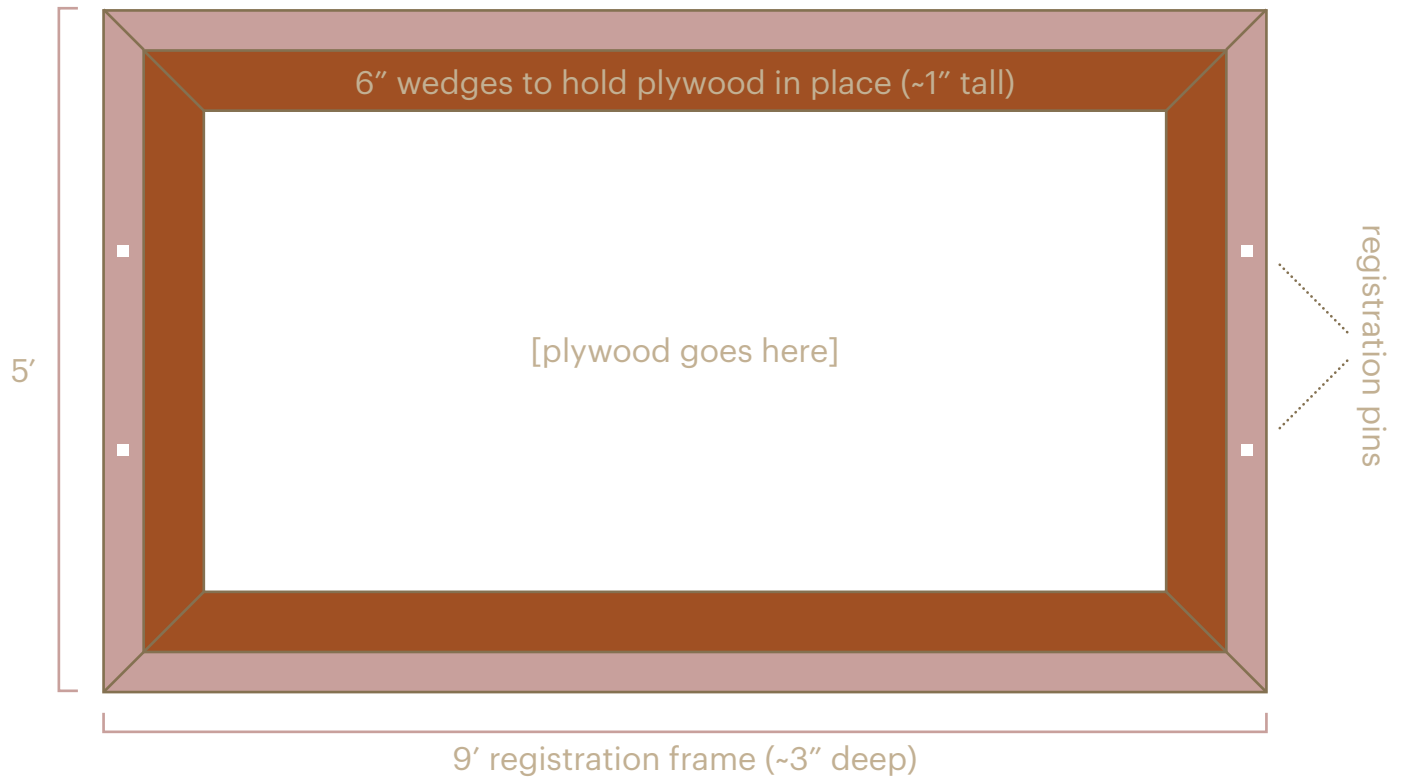 6″ wedges to hold plywood in place (~1″ tall)
[plywood goes here]
5′
registration pins
9′ registration frame (~3″ deep)